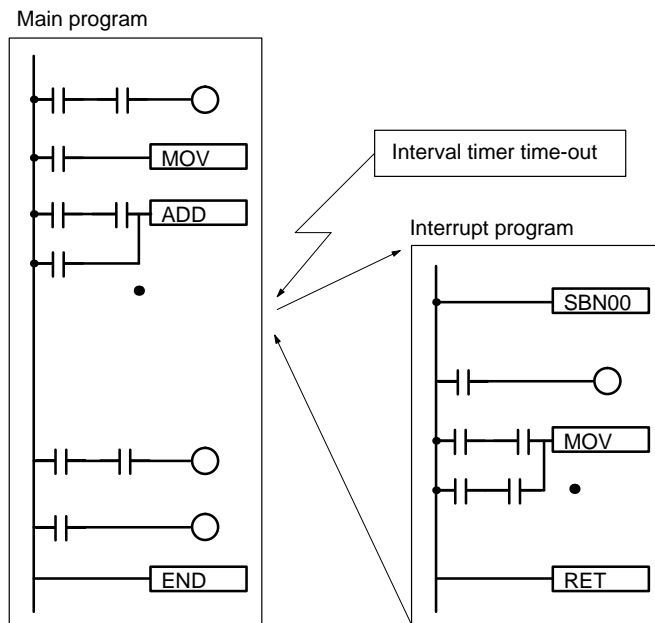 Main program
MOV
ADD
END
Interval timer time-out
Interrupt program
SBN00
MOV
RET